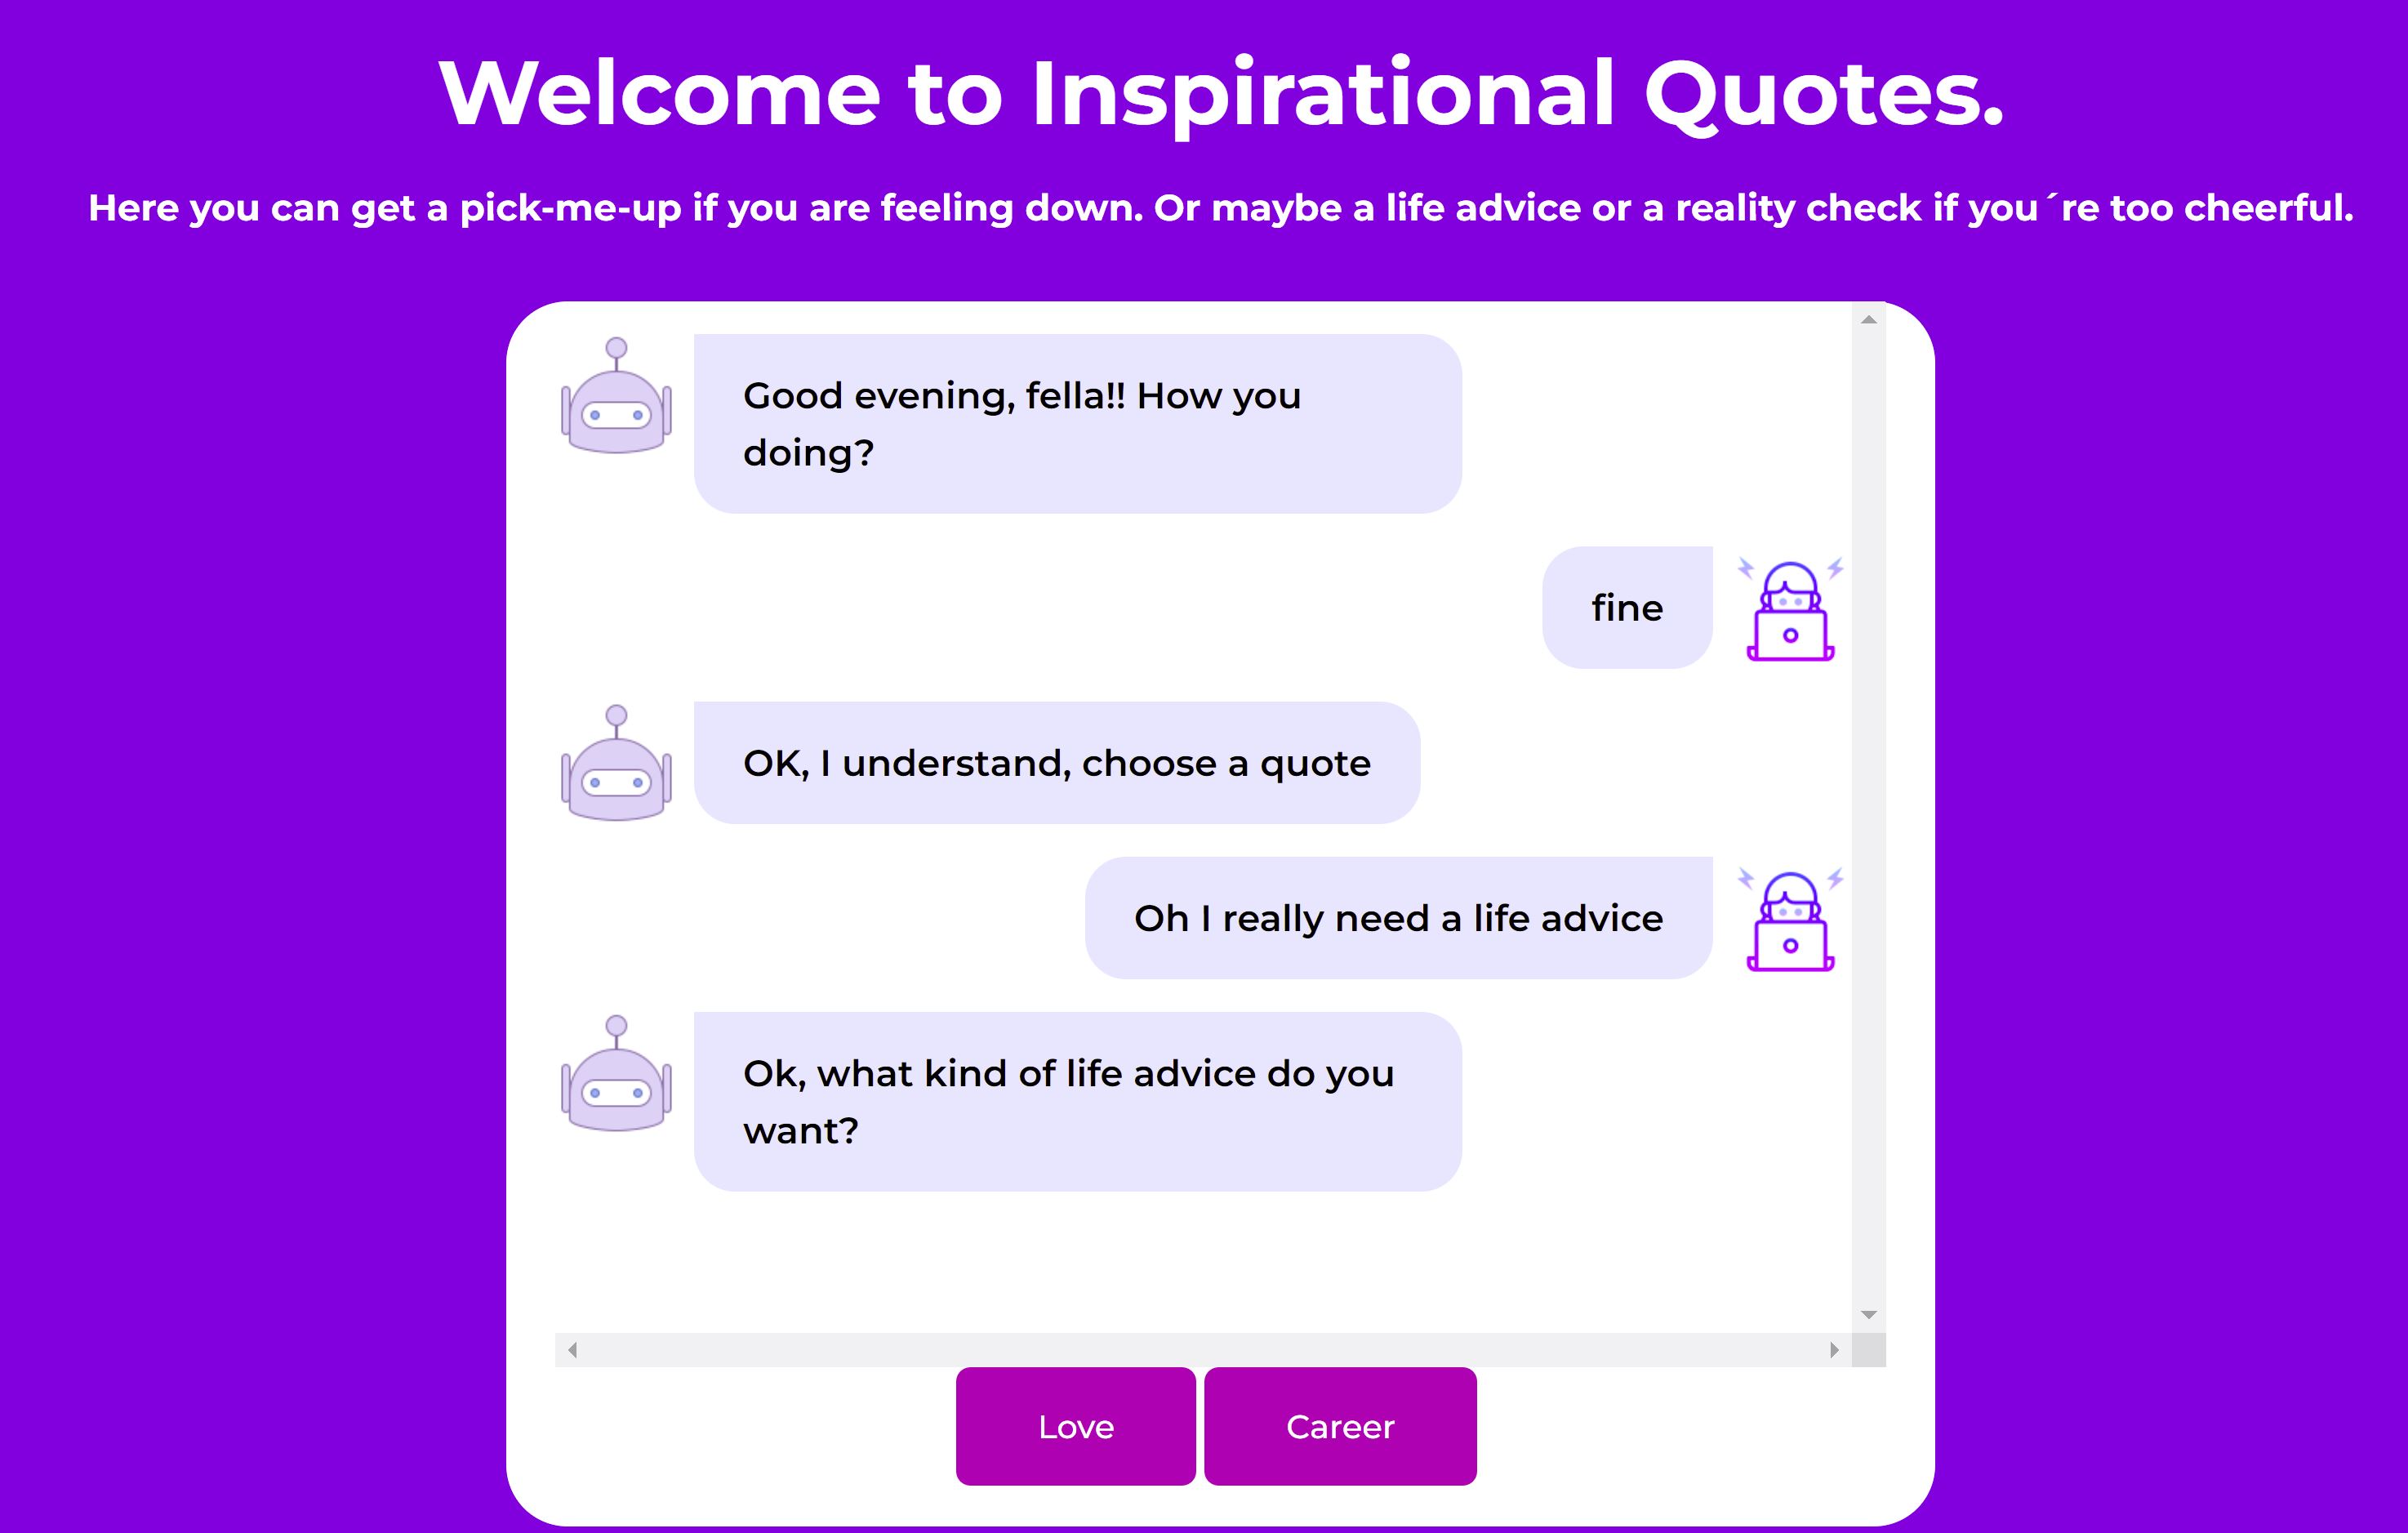 Welcome to Inspirational Quotes.
Here you can get a pick-me-up if you are feeling down. Or maybe a life advice or a reality check if you´re too cheerful.
Good evening, fella!! How you
doing?
fine
OK, I understand, choose a quote
Oh I really need a life advice
Ok, what kind of life advice do you
want?
Love
Career